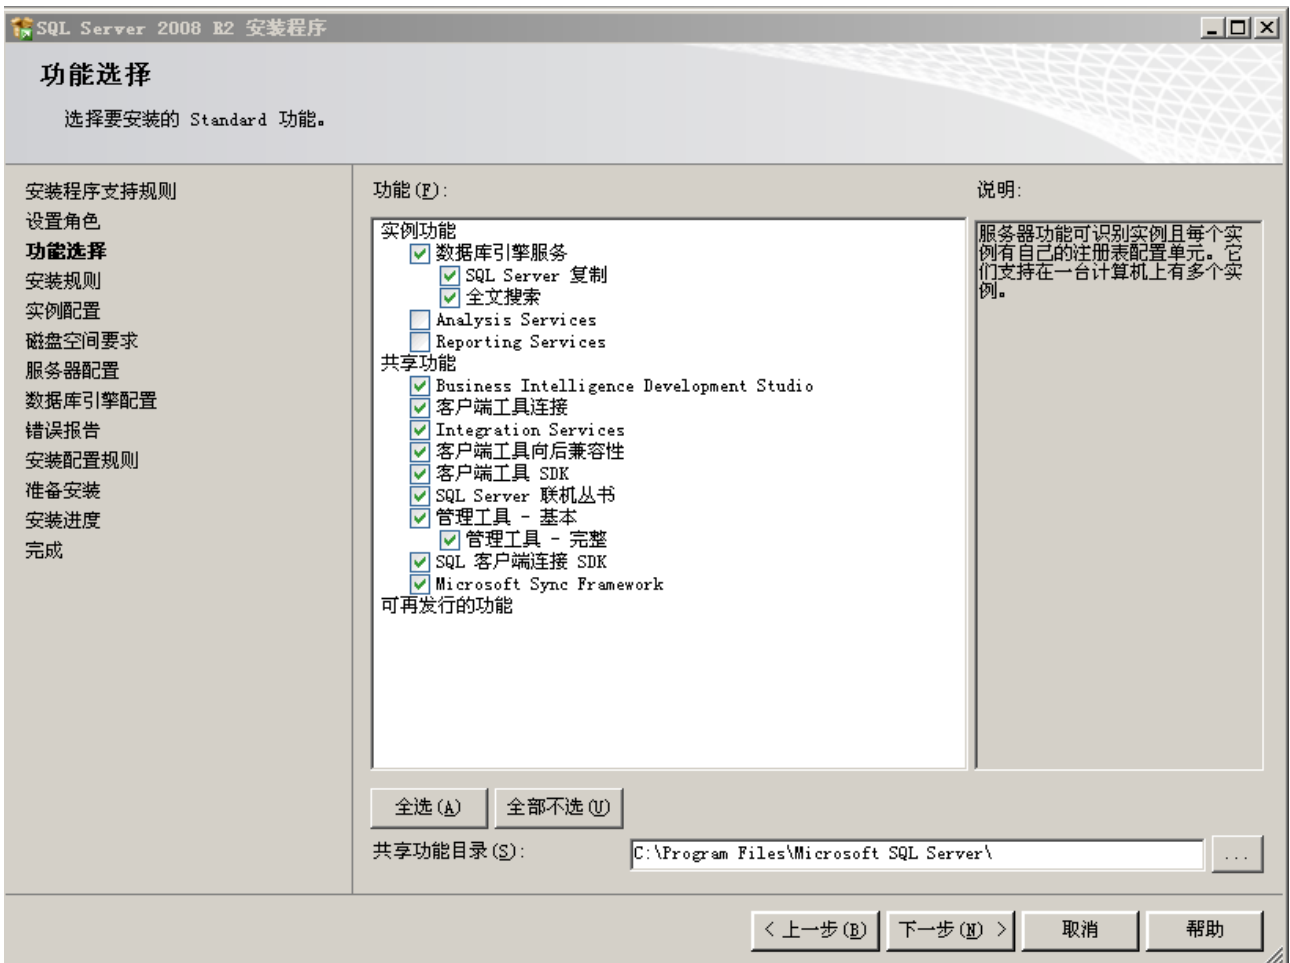 SQL Server 2008 R2 安装程序
功能选择
选择要安装的 Standard 功能。
安装程序支持规则
设置角色
功能选择
安装规则
实例配置
磁盘空间要求
服务器配置
数据库引擎配置
错误报告
安装配置规则
准备安装
安装进度
完成
功能(F):
实例功能
数据库引擎服务
SQL Server 复制
全文搜索
Analysis Services
Reporting Services
共享功能
Business Intelligence Development Studio
客户端工具连接
Integration Services
客户端工具向后兼容性
客户端工具 SDK
SQL Server 联机丛书
管理工具 - 基本
管理工具 - 完整
SQL 客户端连接 SDK
Microsoft Sync Framework
可再发行的功能
说明:
服务器功能可识别实例且每个实
例有自己的注册表配置单元。它
们支持在一台计算机上有多个实
例。
全选(A)
全部不选(U)
共享功能目录(S):
C:\Program Files\Microsoft SQL Server\
...
< 上一步(B)
下一步(N) >
取消
帮助